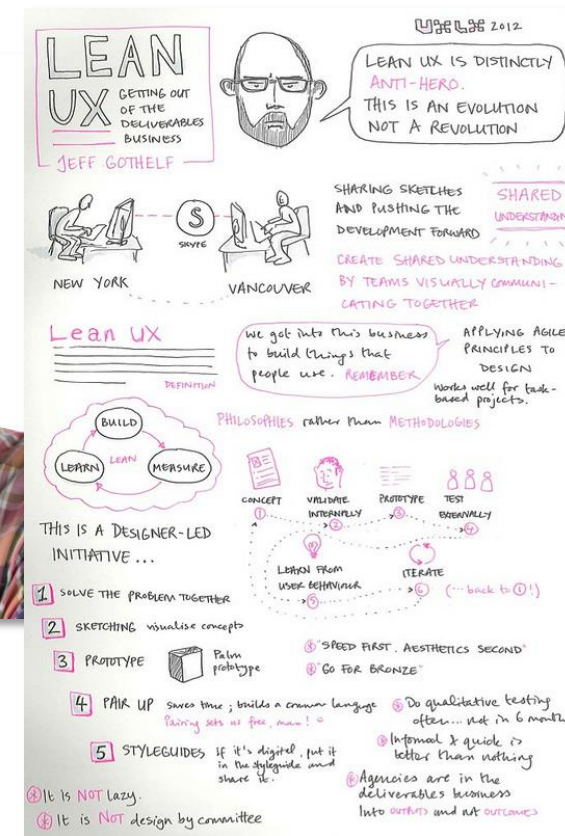 UXLX 2012
LEAN
UX GETTING OUT
OF THE
DELIVERABLES
BUSINESS
JEFF GOTHELF
LEAN UX IS DISTINCTLY
ANTI-HERO.
THIS IS AN EVOLUTION
NOT A REVOLUTION
S
SKYPE
NEW YORK
VANCOUVER
SHARING SKETCHES
AND PUSHING THE
DEVELOPMENT FORWARD
SHARED
CREATE SHARED UNDERSTANDING
BY TEAMS VISUALLY COMMUNI-
CATING TOGETHER
Lean UX
DEFINITION
We got into this business
to build things that
people use. REMEMBER
APPLYING AGILE
PRINCIPLES TO
DESIGN
Works well for task-
based projects.
PHILOSOPHIES rather than METHODOLOGIES
BUILD
LEARN
LEAN
MEASURE
CONCEPT
VALIDATE
INTERNALLY
PROTOTYPE
TEST
EXTERNALLY
1
2
3
4
LEARN FROM
USER BEHAVIOUR
5
ITERATE
6
(...back to 1!)
THIS IS A DESIGNER-LED
INITIATIVE...
1 SOLVE THE PROBLEM TOGETHER
2 SKETCHING visualise concepts
3 PROTOTYPE
Palm
prototype
"SPEED FIRST. AESTHETICS SECOND"
"GO FOR BRONZE"
4 PAIR UP saves time; builds a common language
Pairing sets us free, man!
5 STYLEGUIDES If it's digital, put it
in the styleguide and
share it.
Do qualitative testing
often... not in 6 month
Informal & quick is
better than nothing
Agencies are in the
deliverables business
Into OUTPUTS and not OUTCOMES
It Is NOT lazy.
It is NOT design by committee